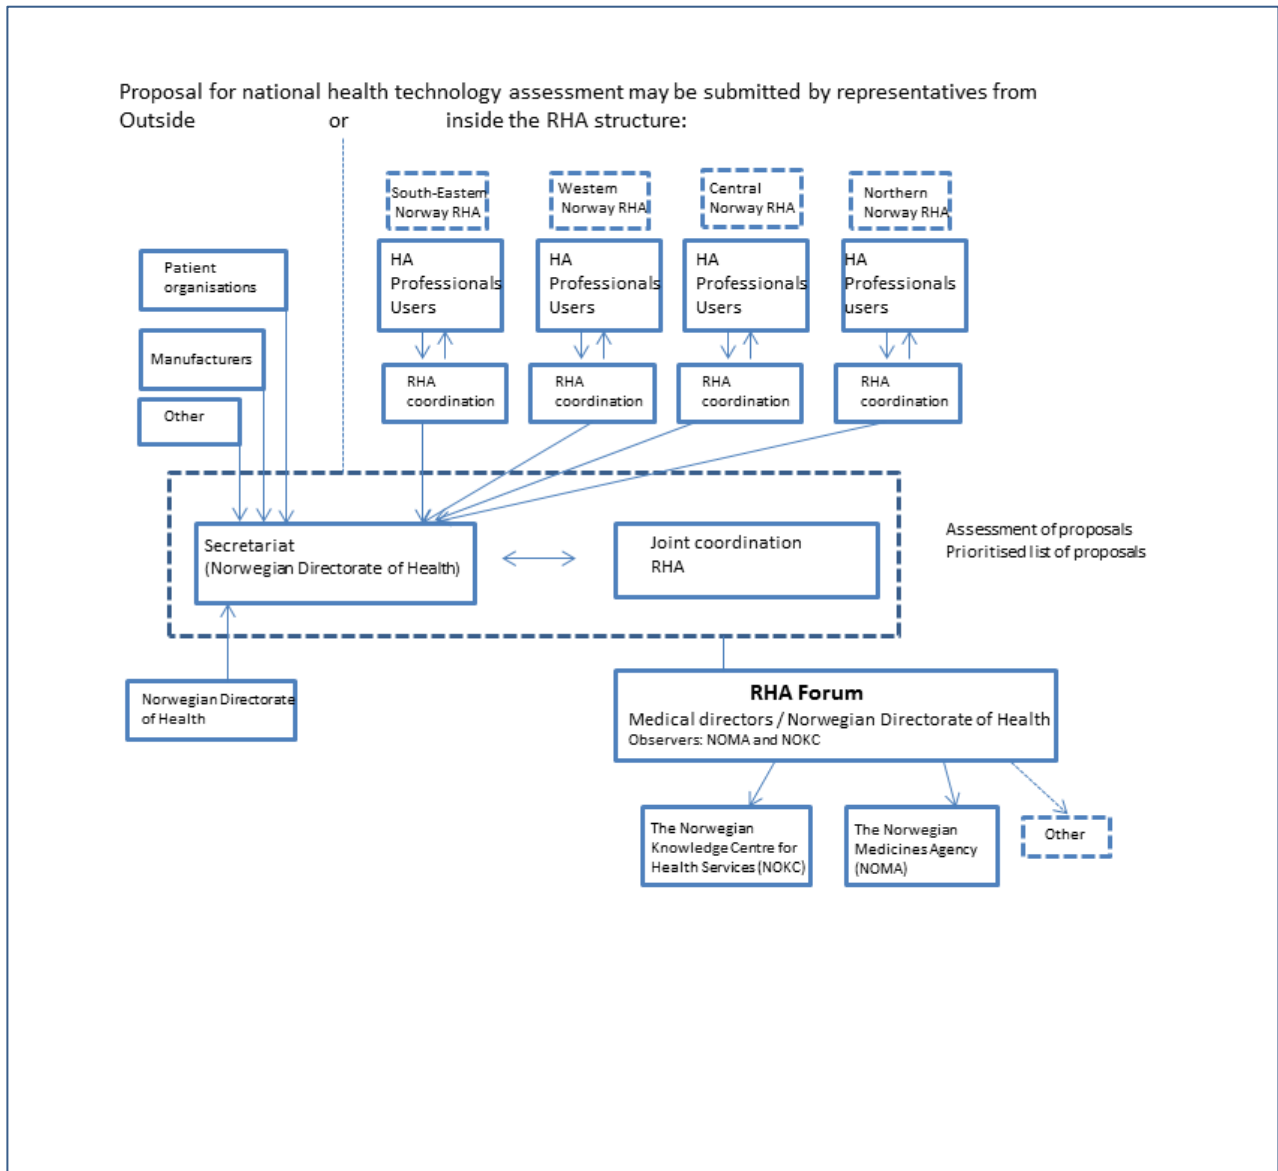 Proposal for national health technology assessment may be submitted by representatives from
Outside or inside the RHA structure:
South-Eastern
Norway RHA
Western
Norway RHA
Central
Norway RHA
Northern
Norway RHA
Patient
organisations
HA
Professionals
Users
HA
Professionals
Users
HA
Professionals
Users
HA
Professionals
users
Manufacturers
Other
RHA
coordination
RHA
coordination
RHA
coordination
RHA
coordination
Secretariat
(Norwegian Directorate of Health)
Joint coordination
RHA
Assessment of proposals
Prioritised list of proposals
Norwegian Directorate
of Health
RHA Forum
Medical directors / Norwegian Directorate of Health
Observers: NOMA and NOKC
The Norwegian
Knowledge Centre for
Health Services (NOKC)
The Norwegian
Medicines Agency
(NOMA)
Other